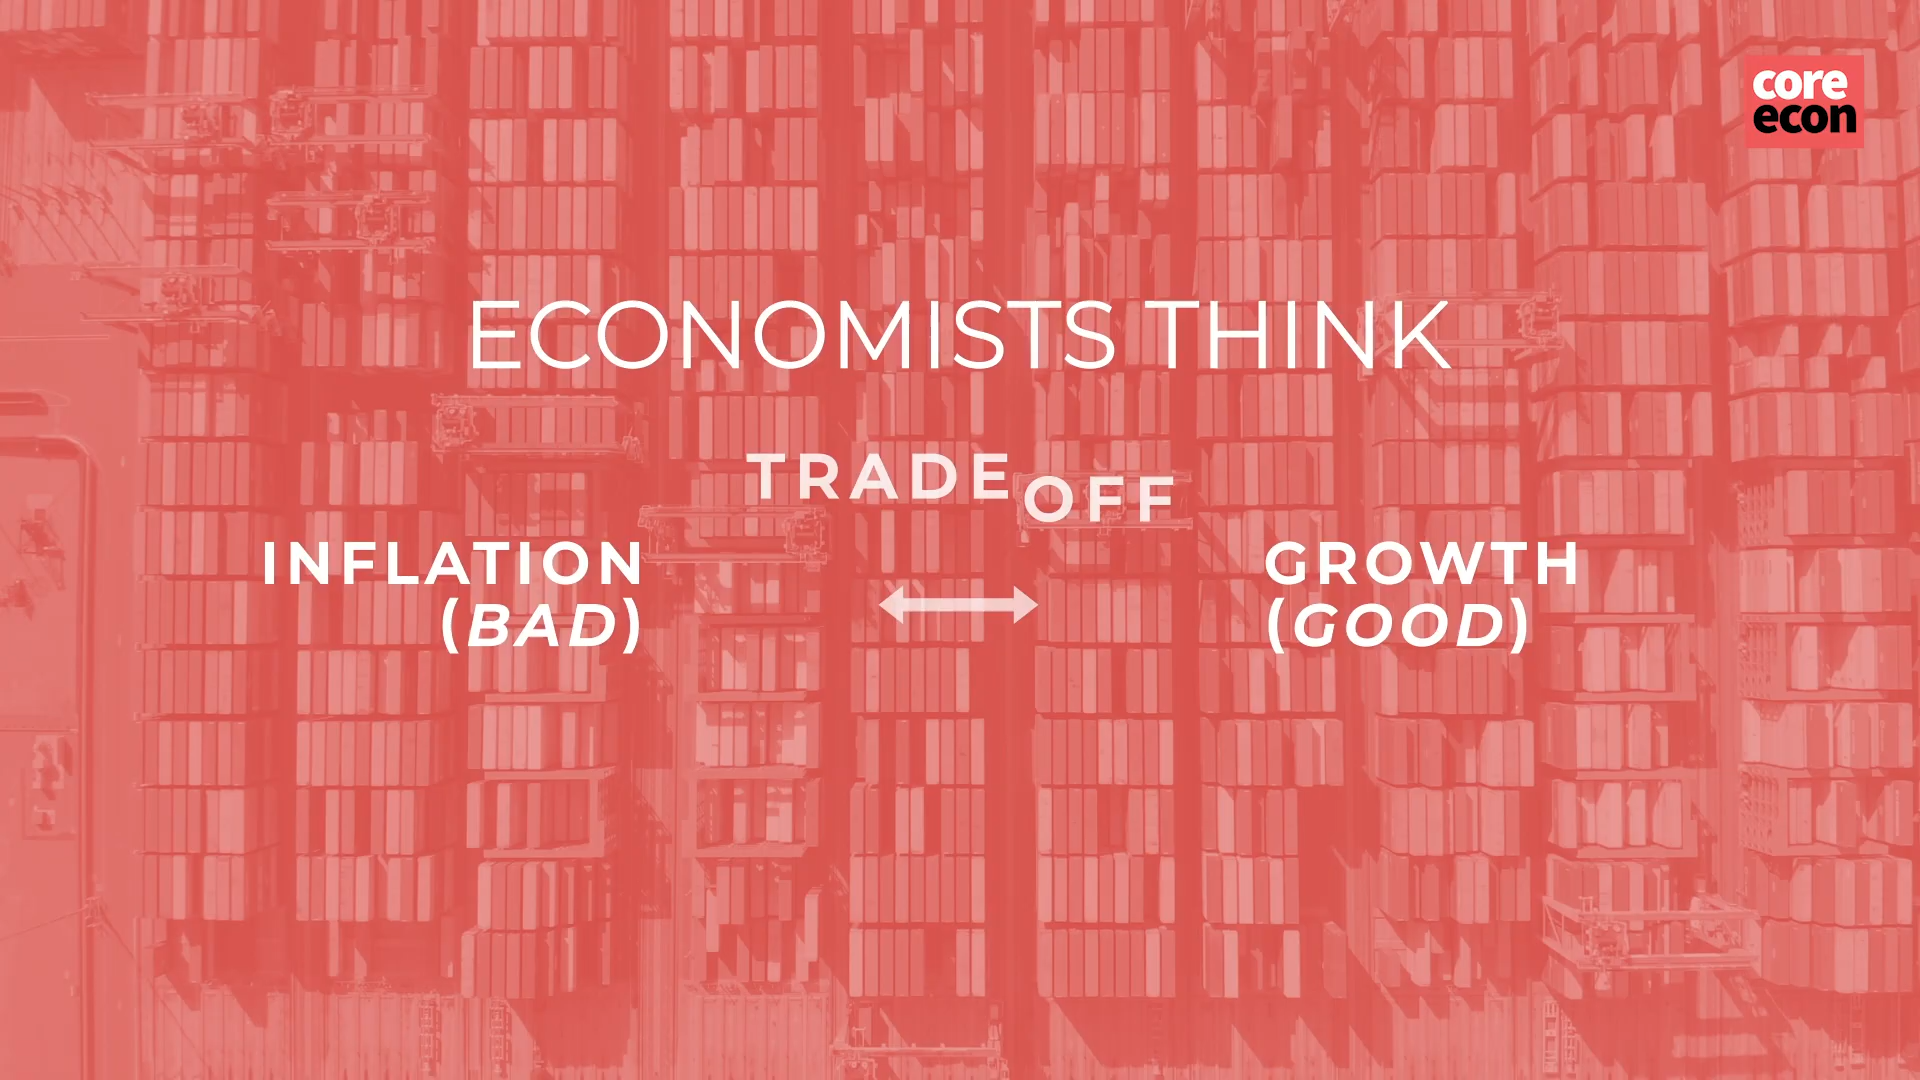 core
econ
ECONOMISTS THINK
TRADE OFF
INFLATION
(BAD)
GROWTH
(GOOD)